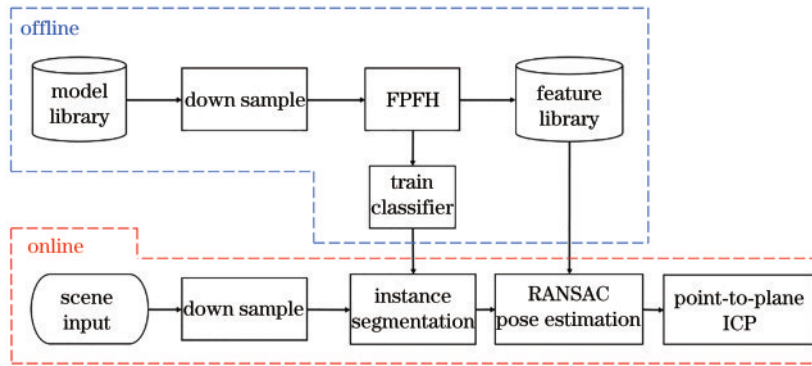 offline
model
library
down sample
FPFH
feature
library
train
classifier
online
scene
input
down sample
instance
segmentation
RANSAC
pose estimation
point-to-plane
ICP